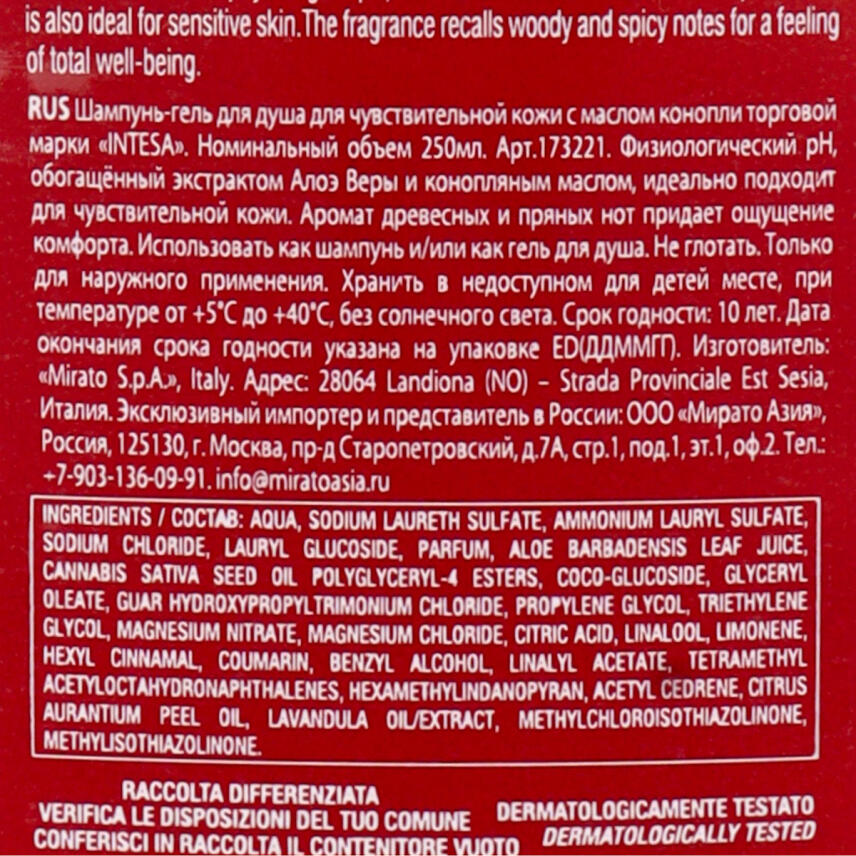 is also ideal for sensitive skin. The fragrance recalls woody and spicy notes for a feeling
of total well-being.
RUS Шампунь-гель для душа для чувствительной кожи с маслом конопли торговой
марки «INTESA». Номинальный объем 250мл. Арт.173221. Физиологический pH,
обогащённый экстрактом Алоэ Веры и конопляным маслом, идеально подходит
для чувствительной кожи. Аромат древесных и пряных нот придает ощущение
комфорта. Использовать как шампунь и/или как гель для душа. Не глотать. Только
для наружного применения. Хранить в недоступном для детей месте, при
температуре от +5°C до +40°C, без солнечного света. Срок годности: 10 лет. Дата
окончания срока годности указана на упаковке ED(ДДММГГ). Изготовитель:
«Mirato S.p.A.», Italy. Адрес: 28064 Landiona (NO) – Strada Provinciale Est Sesia,
Италия. Эксклюзивный импортер и представитель в России: ООО «Мирато Азия»,
Россия, 125130, г. Москва, пр-д Старопетровский, д.7А, стр.1, под.1, эт.1, оф.2. Тел.:
+7-903-136-09-91. info@miratoasia.ru
INGREDIENTS / СОСТАВ: AQUA, SODIUM LAURETH SULFATE, AMMONIUM LAURYL SULFATE,
SODIUM CHLORIDE, LAURYL GLUCOSIDE, PARFUM, ALOE BARBADENSIS LEAF JUICE,
CANNABIS SATIVA SEED OIL POLYGLYCERYL-4 ESTERS, COCO-GLUCOSIDE, GLYCERYL
OLEATE, GUAR HYDROXYPROPYLTRIMONIUM CHLORIDE, PROPYLENE GLYCOL, TRIETHYLENE
GLYCOL, MAGNESIUM NITRATE, MAGNESIUM CHLORIDE, CITRIC ACID, LINALOOL, LIMONENE,
HEXYL CINNAMAL, COUMARIN, BENZYL ALCOHOL, LINALYL ACETATE, TETRAMETHYL
ACETYLOCTAHYDRONAPHTHALENES, HEXAMETHYLINDANOPYRAN, ACETYL CEDRENE, CITRUS
AURANTIUM PEEL OIL, LAVANDULA OIL/EXTRACT, METHYLCHLOROISOTHIAZOLINONE,
METHYLISOTHIAZOLINONE.
RACCOLTA DIFFERENZIATA
VERIFICA LE DISPOSIZIONI DEL TUO COMUNE
CONFERISCI IN RACCOLTA IL CONTENITORE VUOTO
DERMATOLOGICAMENTE TESTATO
DERMATOLOGICALLY TESTED